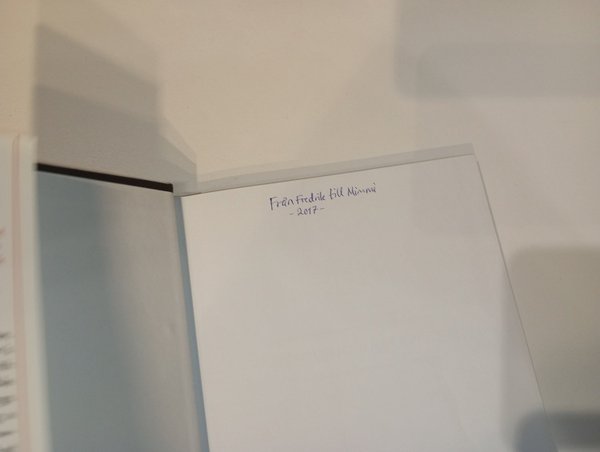 Från Fredrik till Mimmi
- 2017 -